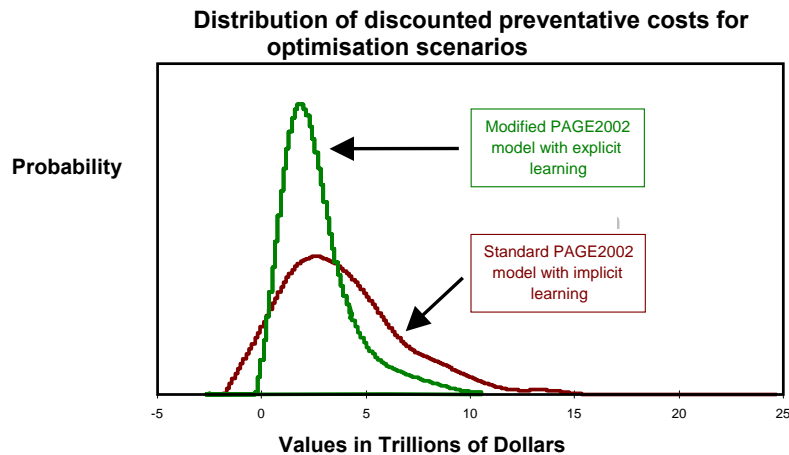 Distribution of discounted preventative costs for
optimisation scenarios
Probability
Modified PAGE2002
model with explicit
learning
Standard PAGE2002
model with implicit
learning
-5 0 5 10 15 20 25
Values in Trillions of Dollars